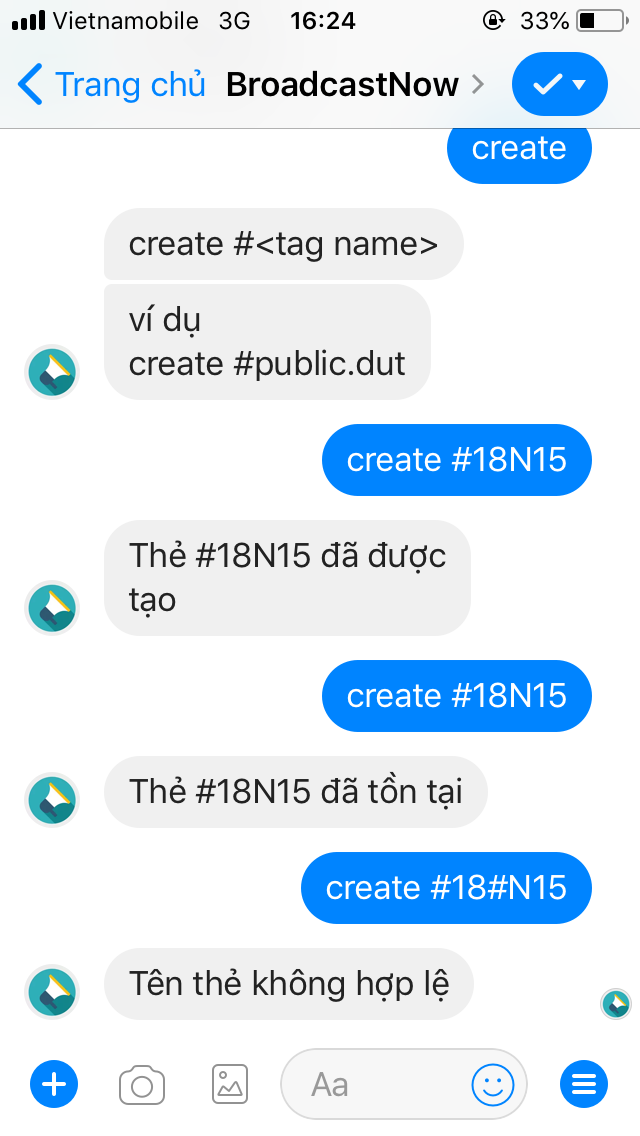 Vietnamobile 3G 16:24 33%
Trang chủ BroadcastNow
create
create #<tag name>
ví dụ
create #public.dut
create #18N15
Thẻ #18N15 đã được
tạo
create #18N15
Thẻ #18N15 đã tồn tại
create #18#N15
Tên thẻ không hợp lệ
Aa